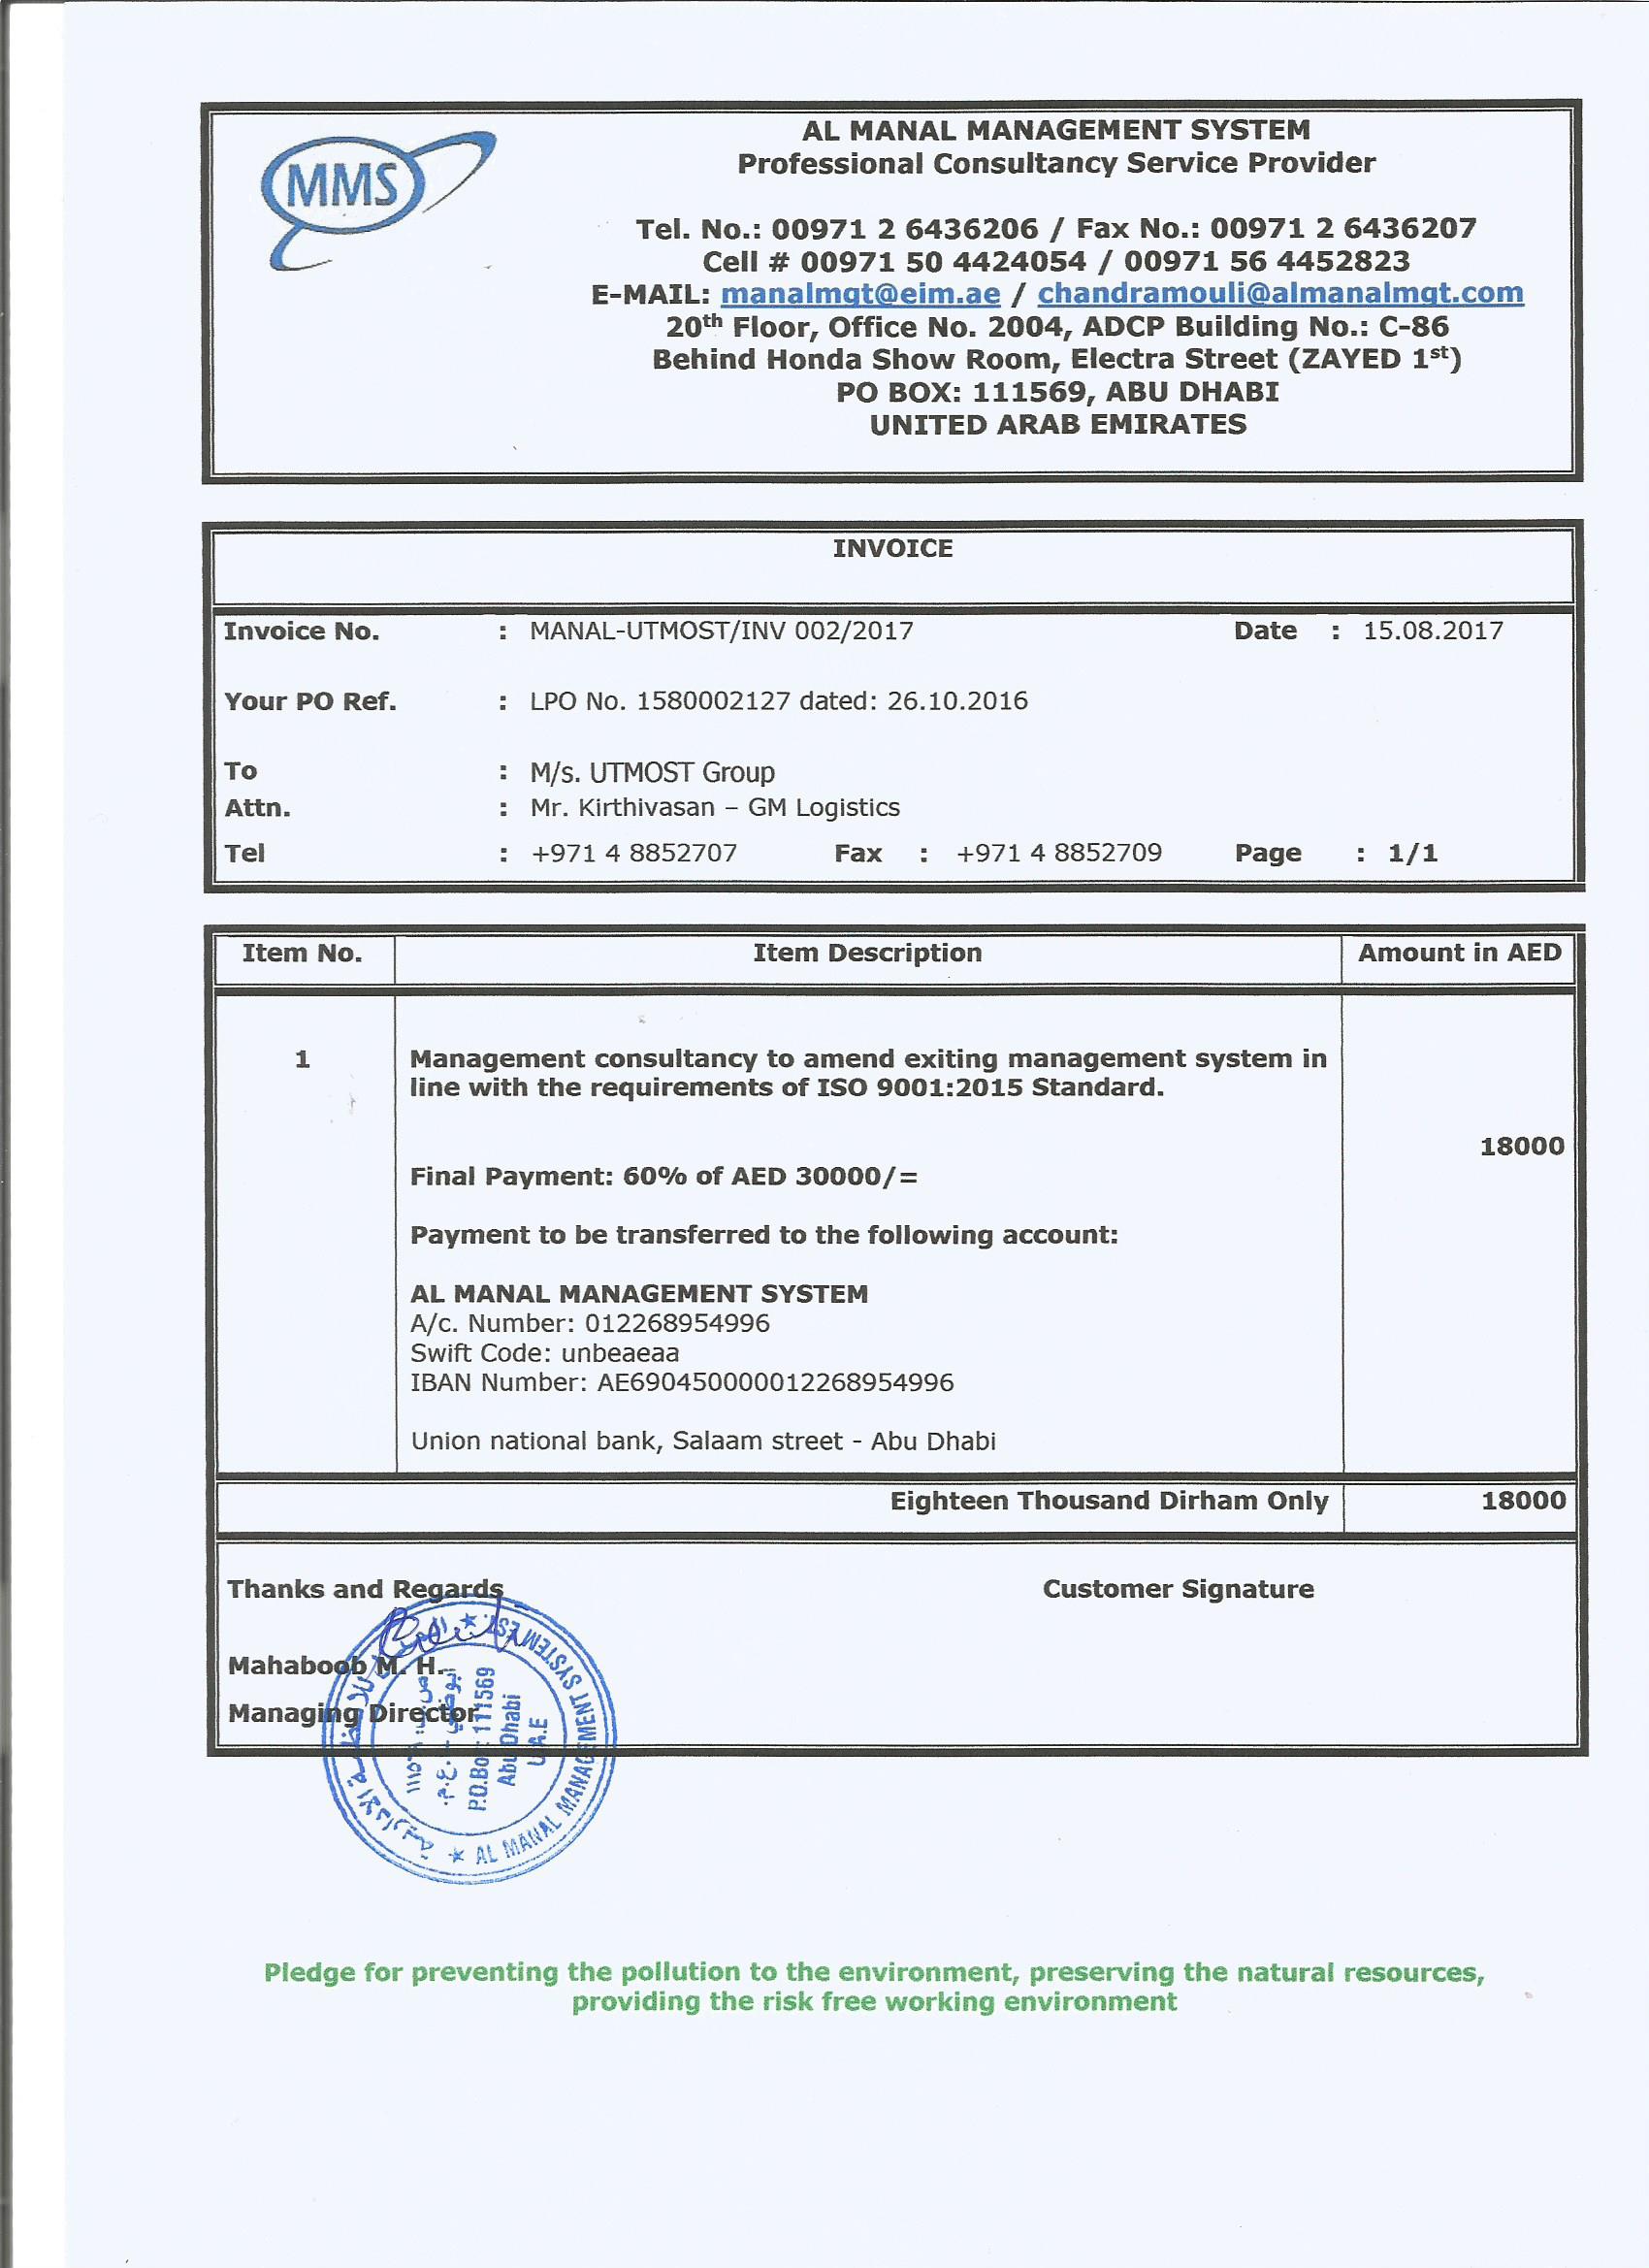 MMS
AL MANAL MANAGEMENT SYSTEM
Professional Consultancy Service Provider
Tel. No.: 00971 2 6436206 / Fax No.: 00971 2 6436207
Cell # 00971 50 4424054 / 00971 56 4452823
E-MAIL: manalmgt@eim.ae / chandramouli@almanalmgt.com
20th Floor, Office No. 2004, ADCP Building No.: C-86
Behind Honda Show Room, Electra Street (ZAYED 1st)
PO BOX: 111569, ABU DHABI
UNITED ARAB EMIRATES
INVOICE
Invoice No. : MANAL-UTMOST/INV 002/2017 Date : 15.08.2017
Your PO Ref. : LPO No. 1580002127 dated: 26.10.2016
To : M/s. UTMOST Group
Attn. : Mr. Kirthivasan – GM Logistics
Tel : +971 4 8852707 Fax : +971 4 8852709 Page : 1/1
Item No. Item Description Amount in AED
1 Management consultancy to amend exiting management system in
line with the requirements of ISO 9001:2015 Standard.
18000
Final Payment: 60% of AED 30000/=
Payment to be transferred to the following account:
AL MANAL MANAGEMENT SYSTEM
A/c. Number: 012268954996
Swift Code: unbeaeaa
IBAN Number: AE690450000012268954996
Union national bank, Salaam street - Abu Dhabi
Eighteen Thousand Dirham Only 18000
Thanks and Regards Customer Signature
Mahaboob M. H.
Managing Director
AL MANAL MANAGEMENT SYSTEM EST.
ص.ب: ١١١٥٦٩
أبوظبي - ا.ع.م.
P.O.Box: 111569
Abu Dhabi
U.A.E
Pledge for preventing the pollution to the environment, preserving the natural resources,
providing the risk free working environment